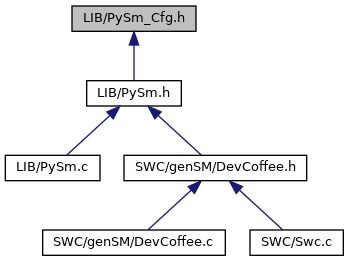 LIB/PySm_Cfg.h
LIB/PySm.h
LIB/PySm.c
SWC/genSM/DevCoffee.h
SWC/genSM/DevCoffee.c
SWC/Swc.c